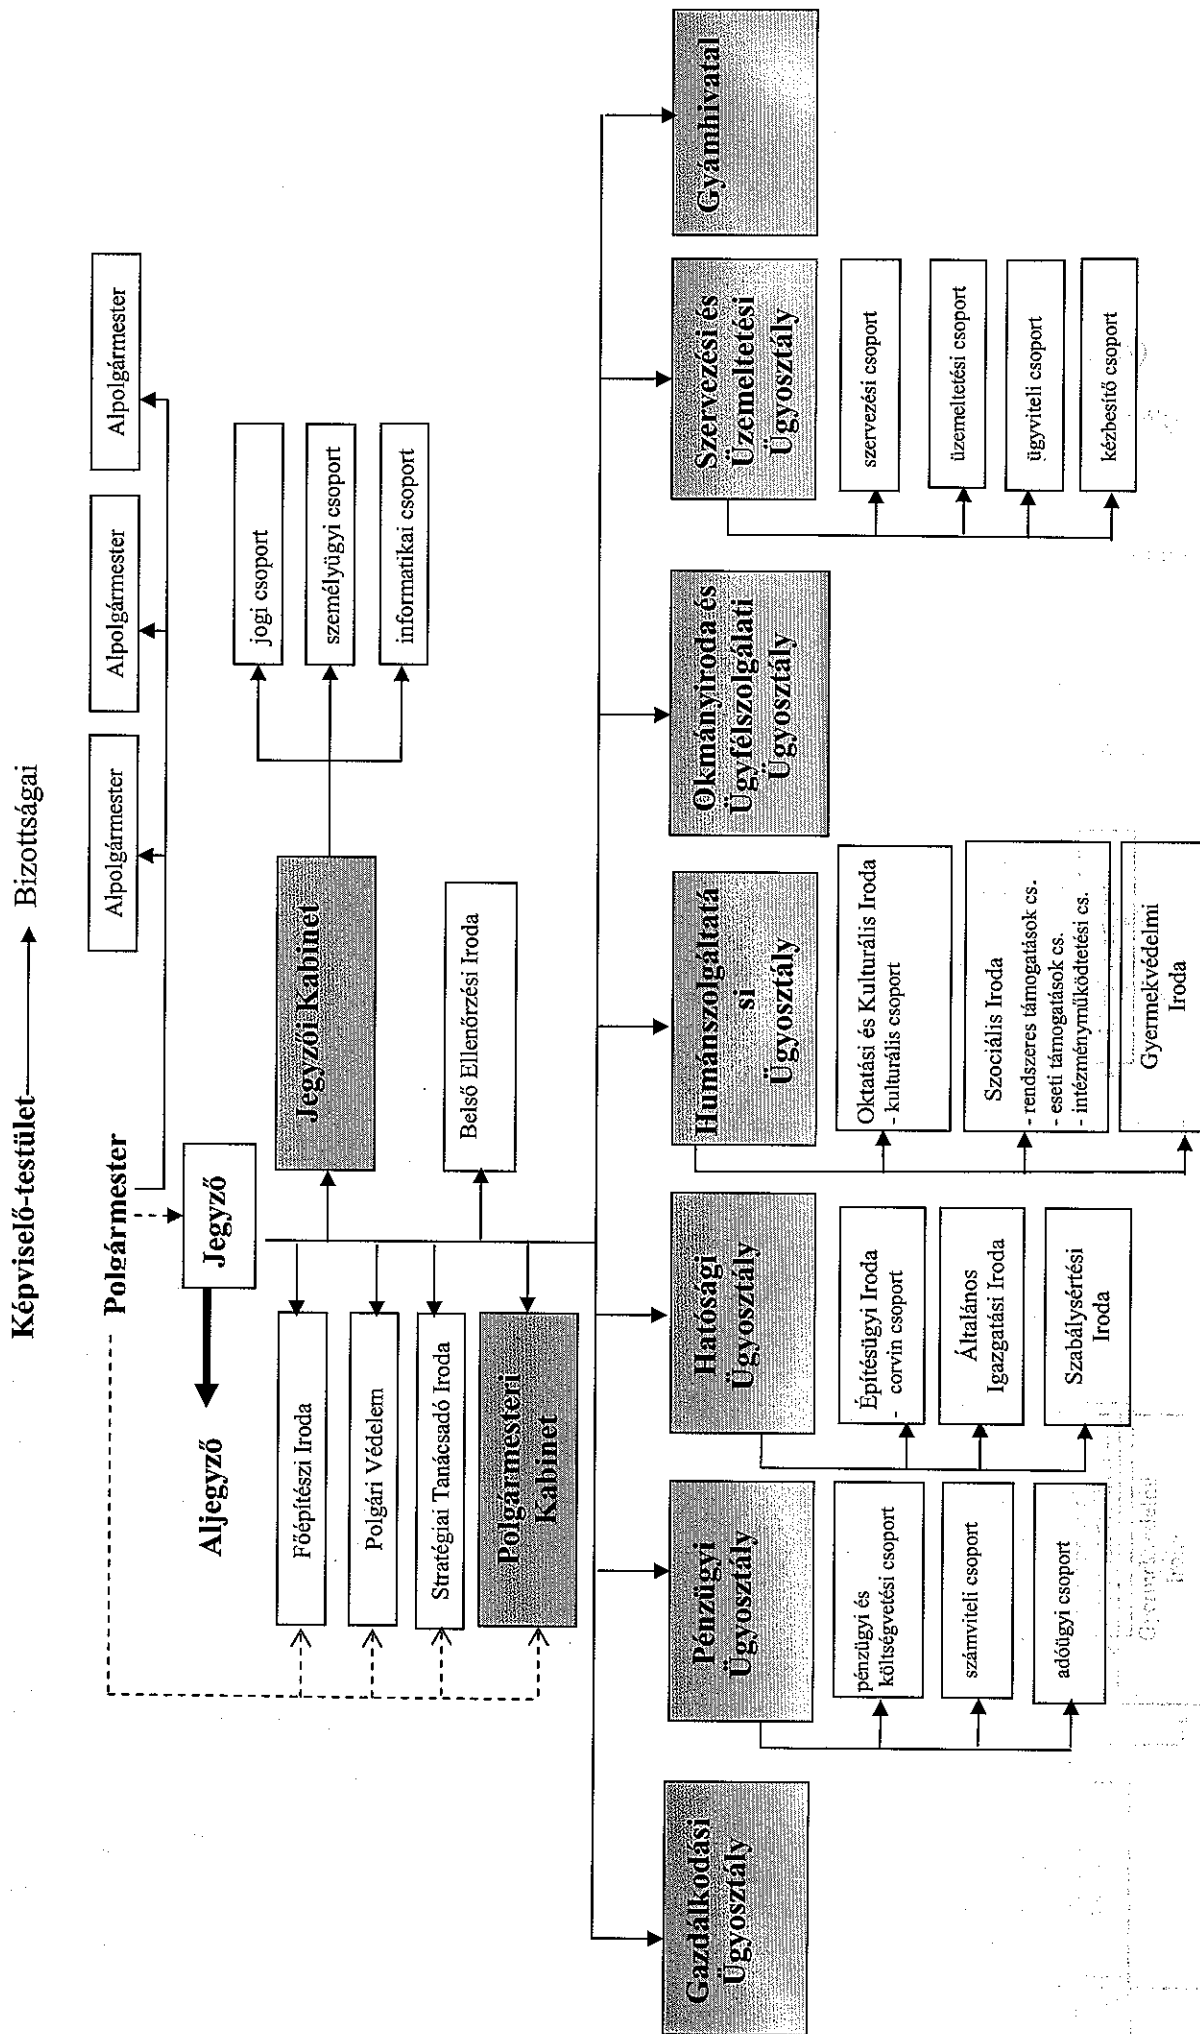 Képviselő-testület Bizottságai
Polgármester
Alpolgármester
Alpolgármester
Alpolgármester
Jegyző
Aljegyző
Jegyzői Kabinet
jogi csoport
személyügyi csoport
informatikai csoport
Főépítészi Iroda
Polgári Védelem
Stratégiai Tanácsadó Iroda
Polgármesteri
Kabinet
Belső Ellenőrzési Iroda
Gazdálkodási
Ügyosztály
Pénzügyi
Ügyosztály
pénzügyi és
költségvetési csoport
számviteli csoport
adóügyi csoport
Hatósági
Ügyosztály
Építésügyi Iroda
- corvin csoport
Általános
Igazgatási Iroda
Szabálysértési
Iroda
Humánszolgáltatá
si
Ügyosztály
Oktatási és Kulturális Iroda
- kulturális csoport
Szociális Iroda
- rendszeres támogatások cs.
- eseti támogatások cs.
- intézményműködtetési cs.
Gyermekvédelmi
Iroda
Okmányiroda és
Ügyfélszolgálati
Ügyosztály
Szervezési és
Üzemeltetési
Ügyosztály
szervezési csoport
üzemeltetési csoport
ügyviteli csoport
kézbesítő csoport
Gyámhivatal